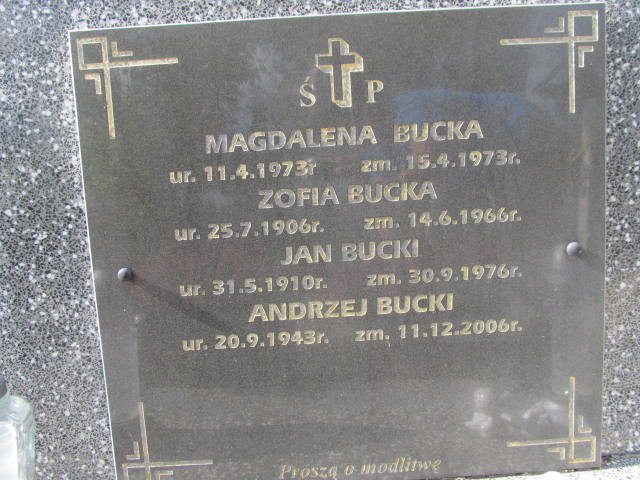 Ś P
MAGDALENA BUCKA
ur. 11.4.1973r zm. 15.4.1973r.
ZOFIA BUCKA
ur. 25.7.1906r. zm. 14.6.1966r.
JAN BUCKI
ur. 31.5.1910r. zm. 30.9.1976r.
ANDRZEJ BUCKI
ur. 20.9.1943r. zm. 11.12.2006r.
Proszą o modlitwę